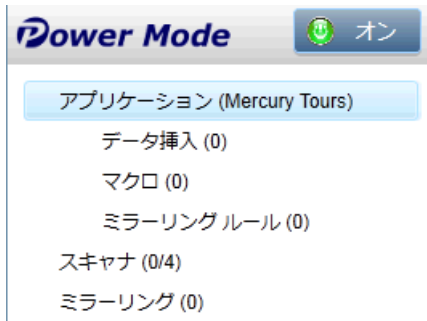 Power Mode オン
アプリケーション (Mercury Tours)
データ挿入 (0)
マクロ (0)
ミラーリング ルール (0)
スキャナ (0/4)
ミラーリング (0)